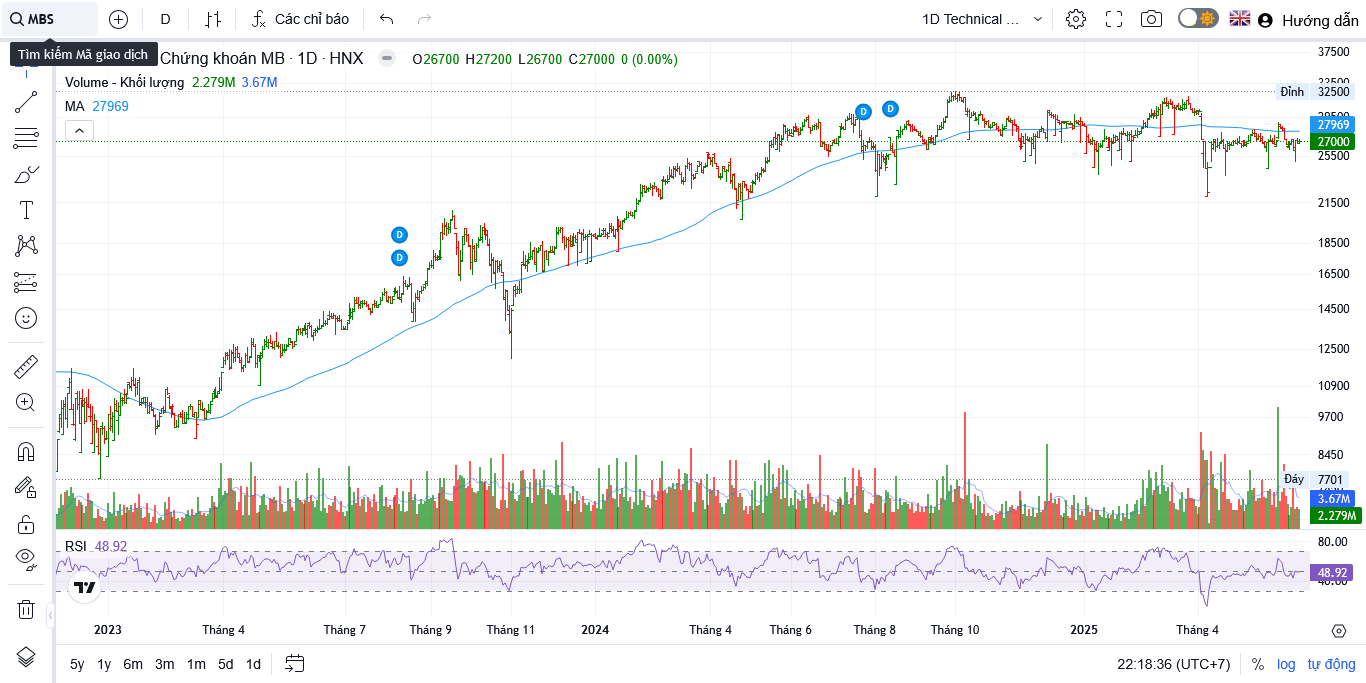 MBS
D
Các chỉ báo
1D Technical ...
Hướng dẫn
Tìm kiếm Mã giao dịch
Chứng khoán MB · 1D · HNX
O26700 H27200 L26700 C27000 0 (0.00%)
Volume - Khối lượng 2.279M 3.67M
MA 27969
37500
32500
Đỉnh 32500
27969
27000
25500
21500
18500
16500
14500
12500
10900
9700
8450
Đáy 7701
3.67M
2.279M
D
D
D
D
RSI 48.92
80.00
48.92
40.00
2023
Tháng 4
Tháng 7
Tháng 9
Tháng 11
2024
Tháng 4
Tháng 6
Tháng 8
Tháng 10
2025
Tháng 4
5y 1y 6m 3m 1m 5d 1d
22:18:36 (UTC+7)
% log tự động